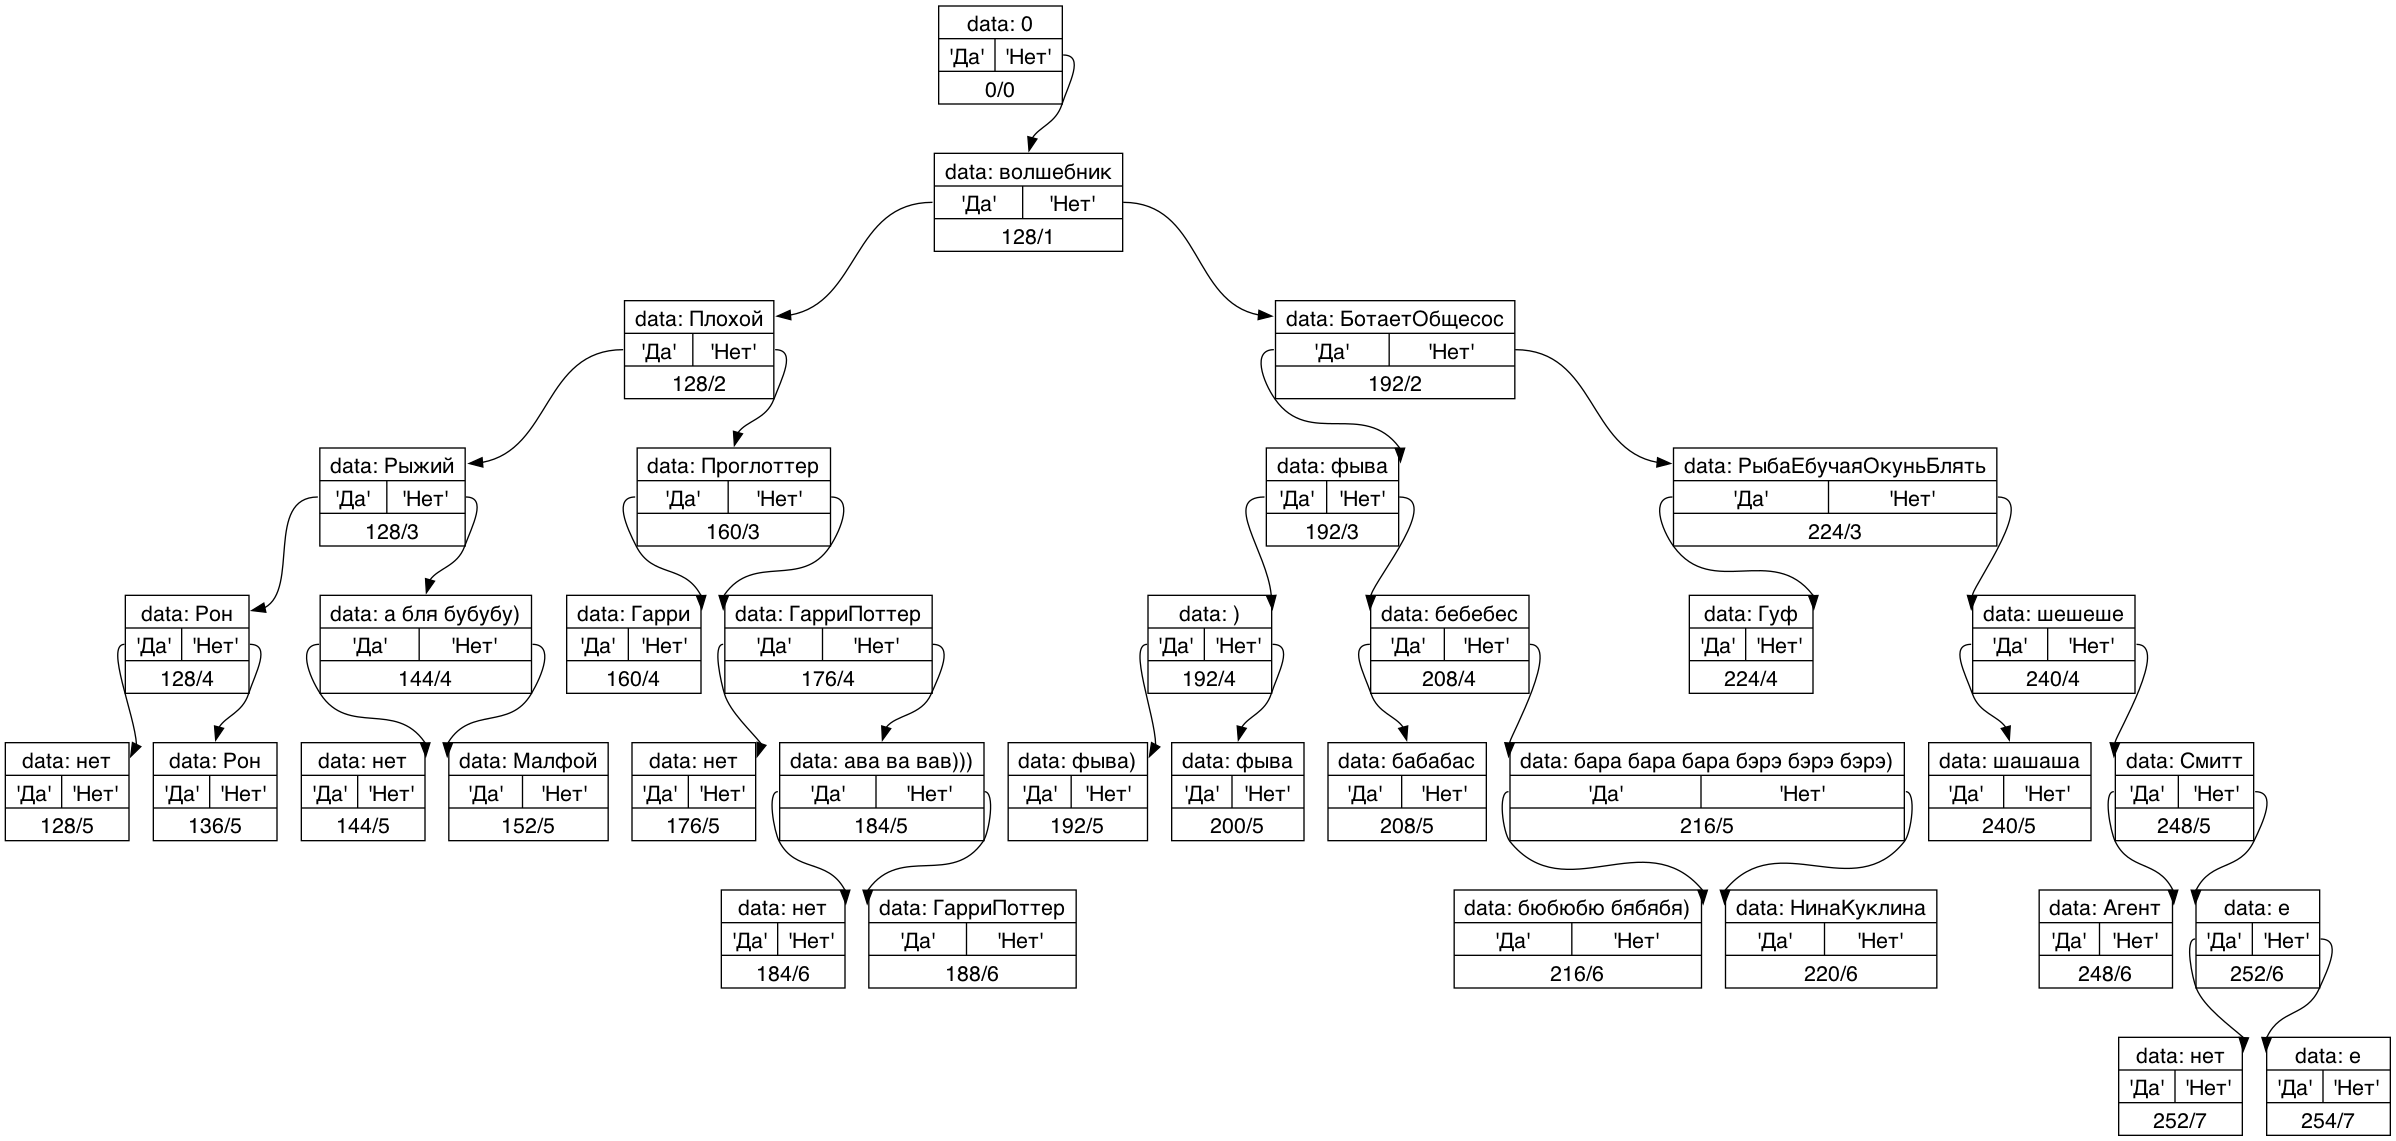 data: 0
'Да' 'Нет'
0/0
data: волшебник
'Да' 'Нет'
128/1
data: Плохой
'Да' 'Нет'
128/2
data: БотаетОбщесос
'Да' 'Нет'
192/2
data: Рыжий
'Да' 'Нет'
128/3
data: Проглоттер
'Да' 'Нет'
160/3
data: фыва
'Да' 'Нет'
192/3
data: РыбаЕбучаяОкуньБлять
'Да' 'Нет'
224/3
data: Рон
'Да' 'Нет'
128/4
data: а бля бубубу)
'Да' 'Нет'
144/4
data: Гарри
'Да' 'Нет'
160/4
data: ГарриПоттер
'Да' 'Нет'
176/4
data: )
'Да' 'Нет'
192/4
data: бебебес
'Да' 'Нет'
208/4
data: Гуф
'Да' 'Нет'
224/4
data: шешеше
'Да' 'Нет'
240/4
data: нет
'Да' 'Нет'
128/5
data: Рон
'Да' 'Нет'
136/5
data: нет
'Да' 'Нет'
144/5
data: Малфой
'Да' 'Нет'
152/5
data: нет
'Да' 'Нет'
176/5
data: ава ва вав)))
'Да' 'Нет'
184/5
data: фыва)
'Да' 'Нет'
192/5
data: фыва
'Да' 'Нет'
200/5
data: бабабас
'Да' 'Нет'
208/5
data: бара бара бара бэрэ бэрэ бэрэ)
'Да' 'Нет'
216/5
data: шашаша
'Да' 'Нет'
240/5
data: Смитт
'Да' 'Нет'
248/5
data: нет
'Да' 'Нет'
184/6
data: ГарриПоттер
'Да' 'Нет'
188/6
data: бюбюбю бябябя)
'Да' 'Нет'
216/6
data: НинаКуклина
'Да' 'Нет'
220/6
data: Агент
'Да' 'Нет'
248/6
data: е
'Да' 'Нет'
252/6
data: нет
'Да' 'Нет'
252/7
data: е
'Да' 'Нет'
254/7